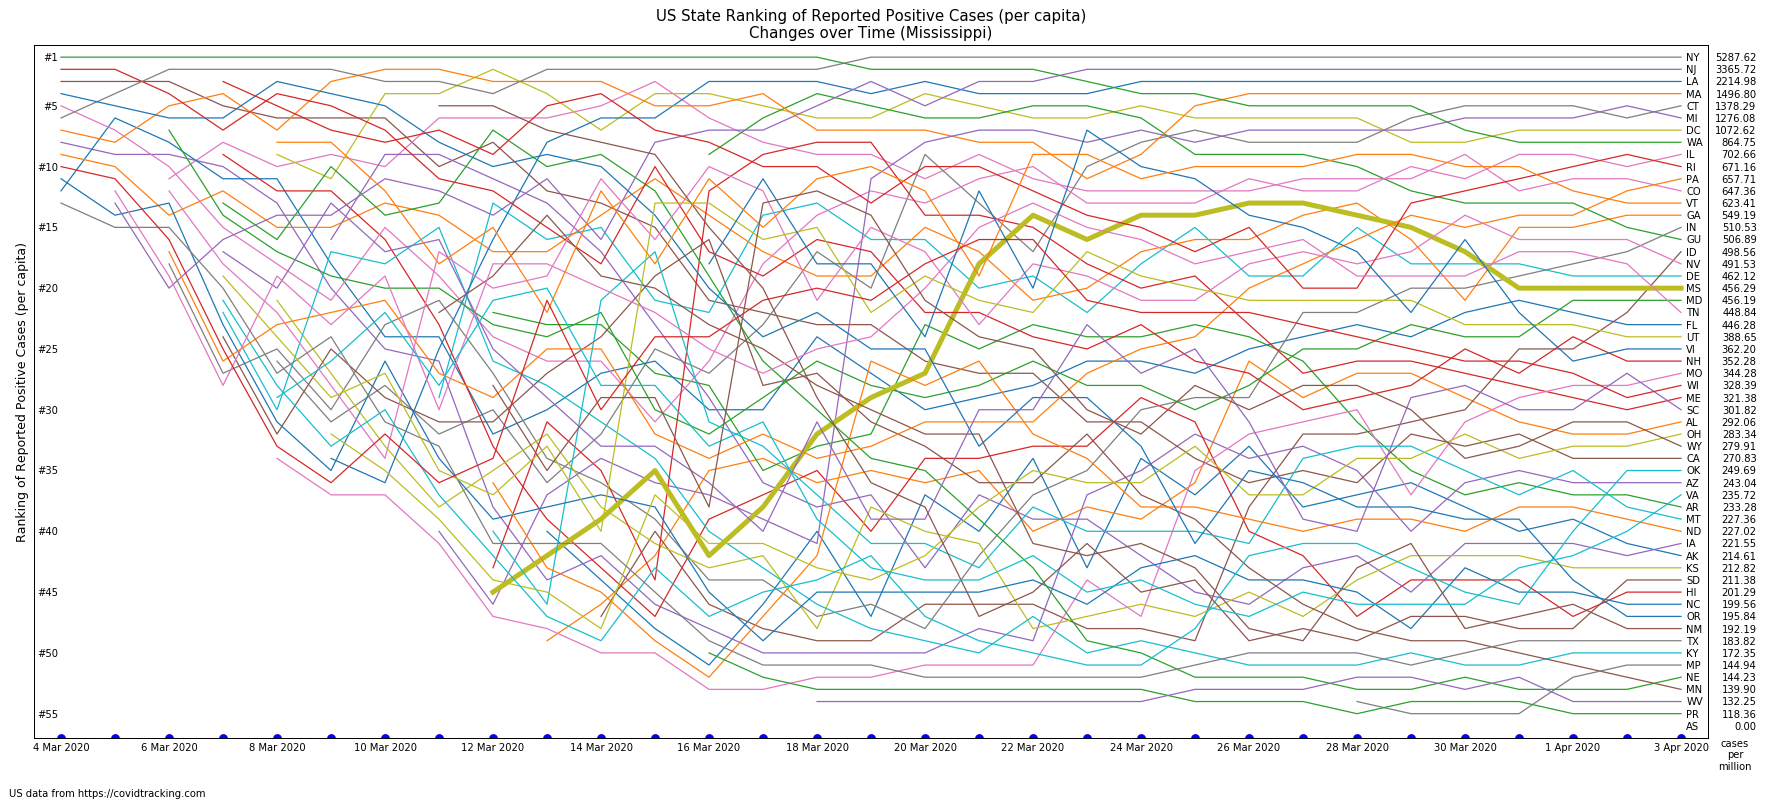 US State Ranking of Reported Positive Cases (per capita)
Changes over Time (Mississippi)
Ranking of Reported Positive Cases (per capita)
#1
#5
#10
#15
#20
#25
#30
#35
#40
#45
#50
#55
NY 5287.62
NJ 3365.72
LA 2214.98
MA 1496.80
CT 1378.29
MI 1276.08
DC 1072.62
WA 864.75
IL 702.66
RI 671.16
PA 657.71
CO 647.36
VT 623.41
GA 549.19
IN 510.53
GU 506.89
ID 498.56
NV 491.53
DE 462.12
MS 456.29
MD 456.19
TN 448.84
FL 446.28
UT 388.65
VI 362.20
NH 352.28
MO 344.28
WI 328.39
ME 321.38
SC 301.82
AL 292.06
OH 283.34
WY 279.91
CA 270.83
OK 249.69
AZ 243.04
VA 235.72
AR 233.28
MT 227.36
ND 227.02
IA 221.55
AK 214.61
KS 212.82
SD 211.38
HI 201.29
NC 199.56
OR 195.84
NM 192.19
TX 183.82
KY 172.35
MP 144.94
NE 144.23
MN 139.90
WV 132.25
PR 118.36
AS 0.00
4 Mar 2020 6 Mar 2020 8 Mar 2020 10 Mar 2020 12 Mar 2020 14 Mar 2020 16 Mar 2020 18 Mar 2020 20 Mar 2020 22 Mar 2020 24 Mar 2020 26 Mar 2020 28 Mar 2020 30 Mar 2020 1 Apr 2020 3 Apr 2020
cases
per
million
US data from https://covidtracking.com